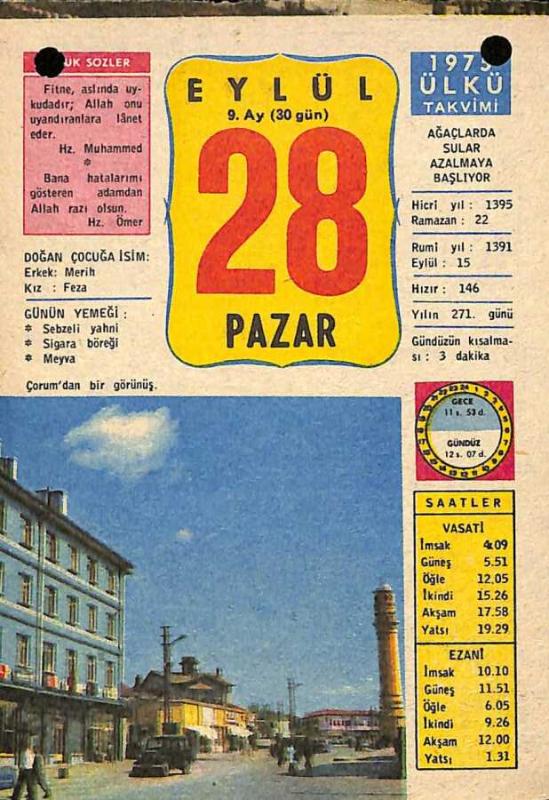 UK SÖZLER
Fitne, aslında uy-
kudadır; Allah onu
uyandıranlara lânet
eder.
Hz. Muhammed
*
Bana hatalarımı
gösteren adamdan
Allah razı olsun.
Hz. Ömer
DOĞAN ÇOCUĞA İSİM:
Erkek: Merih
Kız : Feza
GÜNÜN YEMEĞİ :
* Sebzeli yahni
* Sigara böreği
* Meyva
Çorum'dan bir görünüş.
EYLÜL
9. Ay (30 gün)
28
PAZAR
1975
ÜLKÜ
TAKVİMİ
AĞAÇLARDA
SULAR
AZALMAYA
BAŞLIYOR
Hicrî yıl : 1395
Ramazan : 22
Rumî yıl : 1391
Eylül : 15
Hızır : 146
Yılın 271. günü
Gündüzün kısalma-
sı : 3 dakika
GECE
11 s. 53 d.
GÜNDÜZ
12 s. 07 d.
SAATLER
VASATİ
İmsak 4.09
Güneş 5.51
Öğle 12.05
İkindi 15.26
Akşam 17.58
Yatsı 19.29
EZANİ
İmsak 10.10
Güneş 11.51
Öğle 6.05
İkindi 9.26
Akşam 12.00
Yatsı 1.31